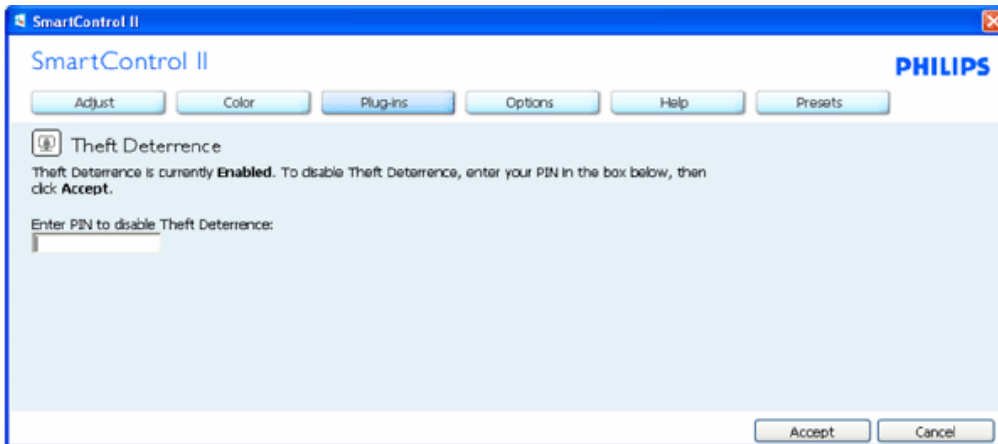 SmartControl II
SmartControl II
PHILIPS
Adjust Color Plug-ins Options Help Presets
Theft Deterrence
Theft Deterrence is currently Enabled. To disable Theft Deterrence, enter your PIN in the box below, then
click Accept.
Enter PIN to disable Theft Deterrence:
Accept Cancel